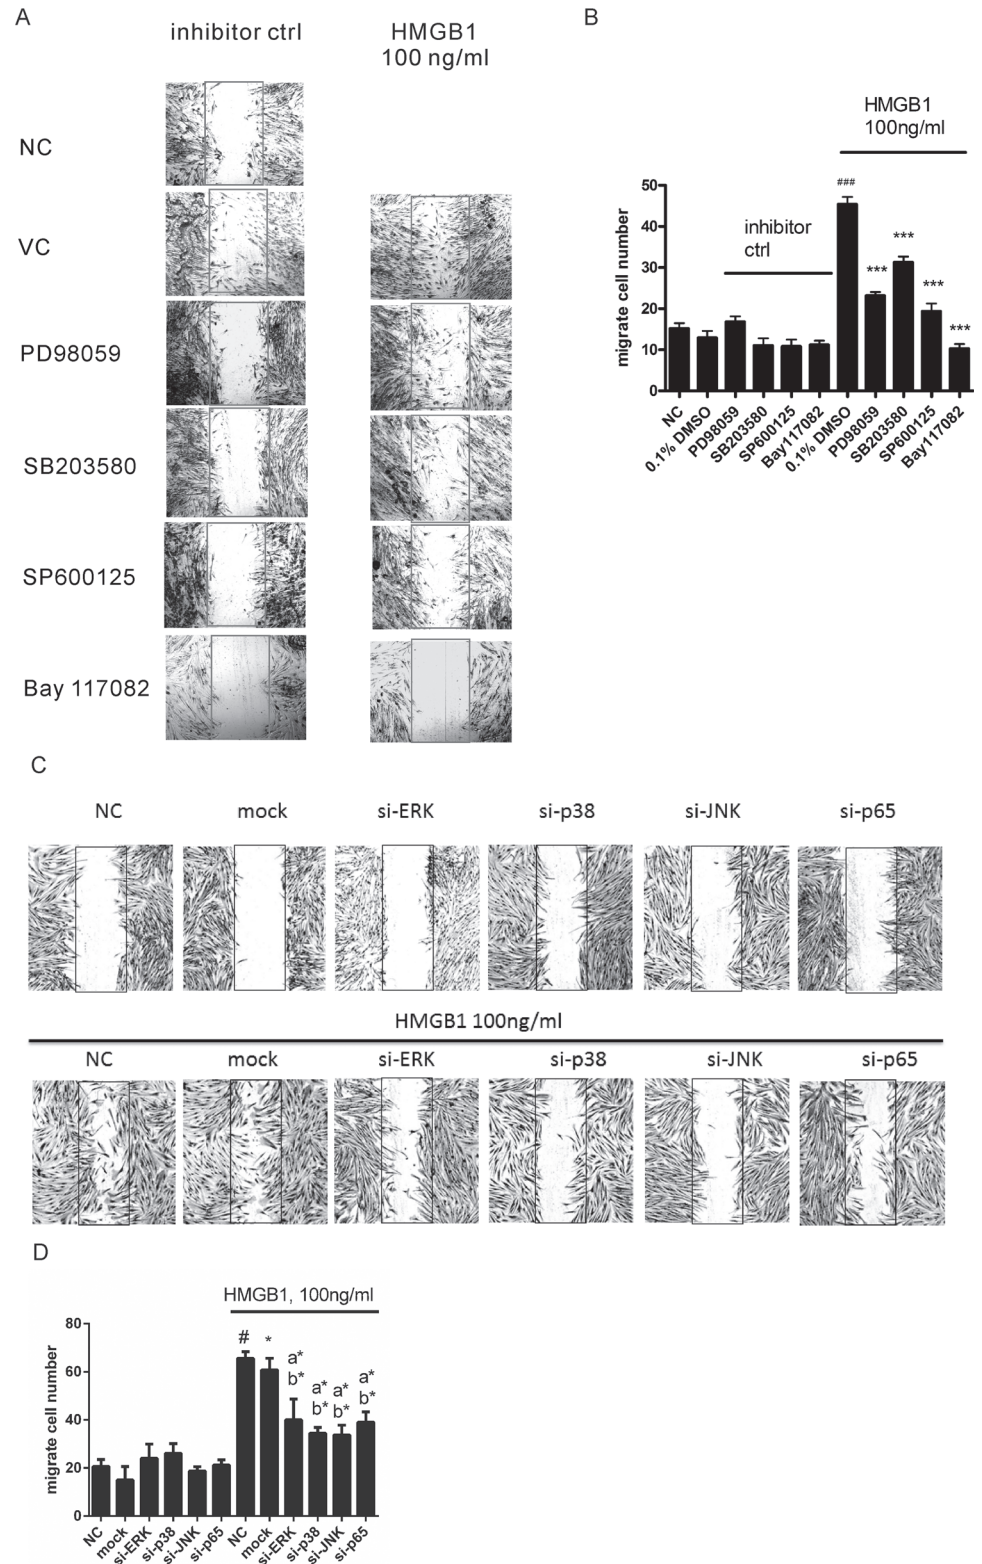 A
inhibitor ctrl
HMGB1
100 ng/ml
NC
VC
PD98059
SB203580
SP600125
Bay 117082
B
HMGB1
100ng/ml
inhibitor
ctrl
###
***
***
***
***
migrate cell number
50
40
30
20
10
0
NC
0.1% DMSO
PD98059
SB203580
SP600125
Bay117082
0.1% DMSO
PD98059
SB203580
SP600125
Bay117082
C
NC mock si-ERK si-p38 si-JNK si-p65
HMGB1 100ng/ml
NC mock si-ERK si-p38 si-JNK si-p65
D
HMGB1, 100ng/ml
# *
a* a* a* a*
b* b* b* b*
migrate cell number
80
60
40
20
0
NC
mock
si-ERK
si-p38
si-JNK
si-p65
NC
mock
si-ERK
si-p38
si-JNK
si-p65